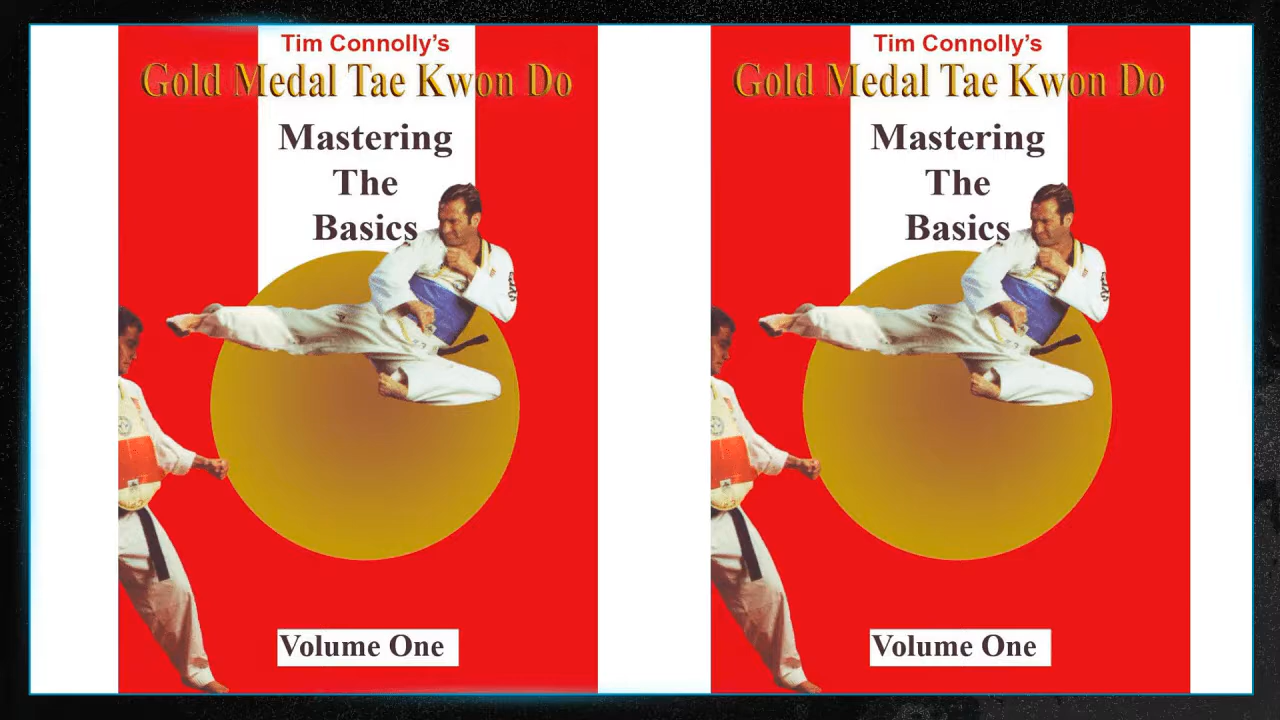 Tim Connolly’s
Gold Medal Tae Kwon Do
Mastering
The
Basics
Volume One
Tim Connolly’s
Gold Medal Tae Kwon Do
Mastering
The
Basics
Volume One